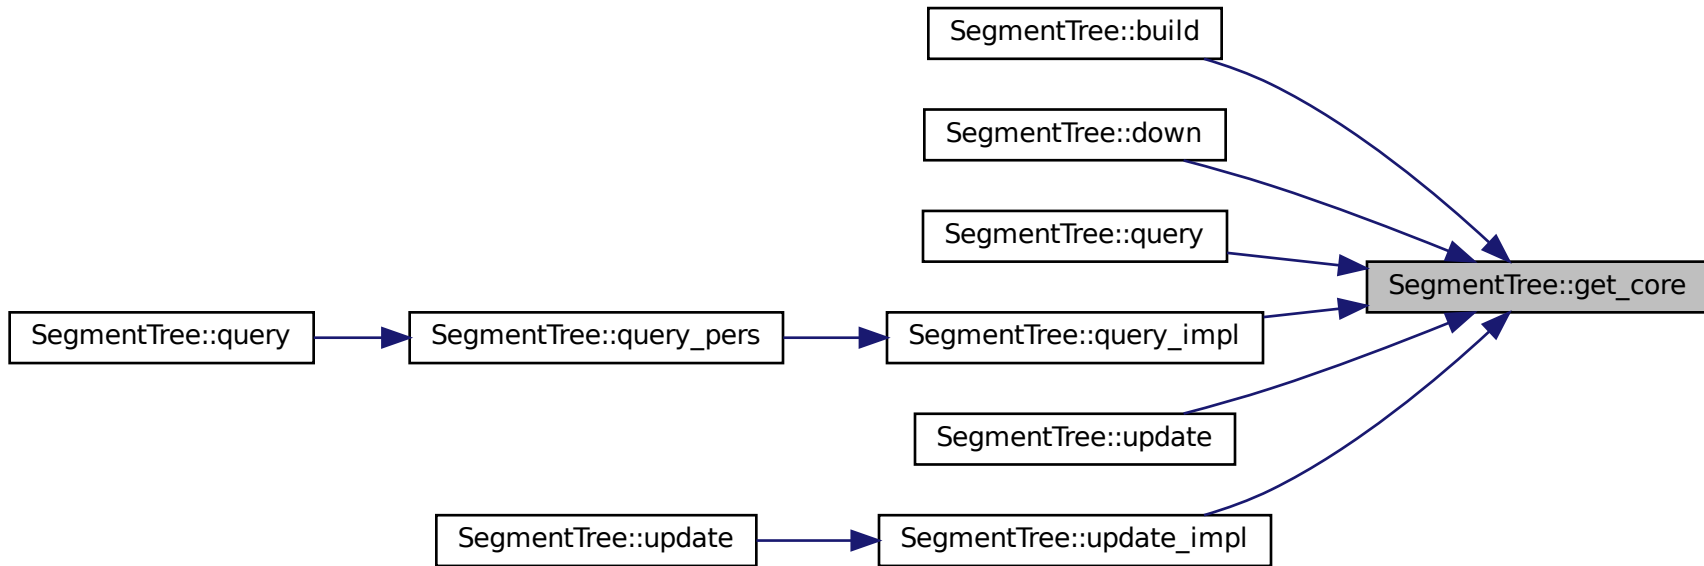 SegmentTree::build
SegmentTree::down
SegmentTree::query
SegmentTree::get_core
SegmentTree::query
SegmentTree::query_pers
SegmentTree::query_impl
SegmentTree::update
SegmentTree::update
SegmentTree::update_impl